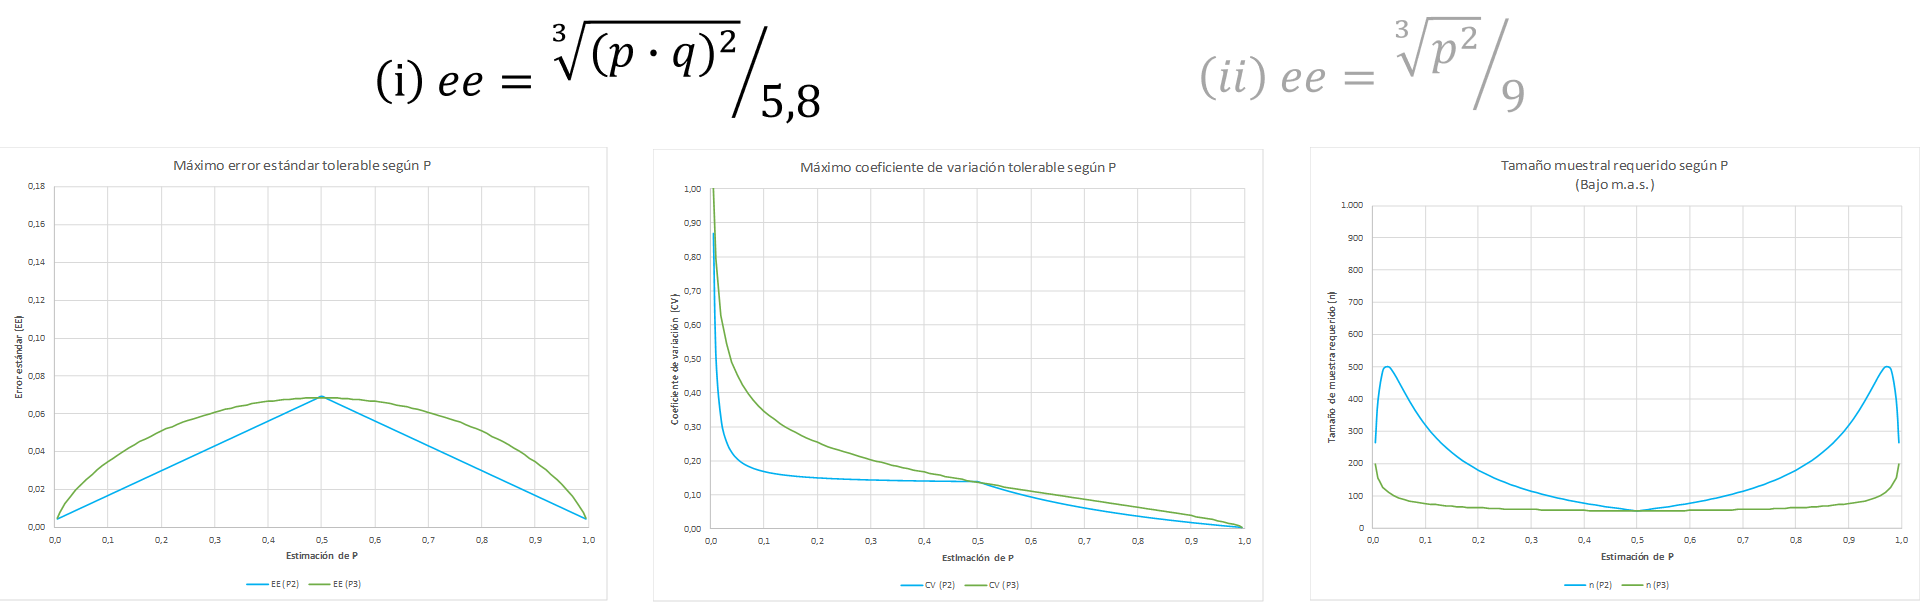 (i) ee = ∛(p · q)² / 5,8
(ii) ee = ∛p² / 9
Máximo error estándar tolerable según P
0,18
0,16
0,14
0,12
0,10
0,08
0,06
0,04
0,02
0,00
Error estándar (EE)
0,0 0,1 0,2 0,3 0,4 0,5 0,6 0,7 0,8 0,9 1,0
Estimación de P
EE (P2) EE (P3)
Máximo coeficiente de variación tolerable según P
1,00
0,90
0,80
0,70
0,60
0,50
0,40
0,30
0,20
0,10
0,00
Coeficiente de variación (CV)
0,0 0,1 0,2 0,3 0,4 0,5 0,6 0,7 0,8 0,9 1,0
Estimación de P
CV (P2) CV (P3)
Tamaño muestral requerido según P
(Bajo m.a.s.)
1.000
900
800
700
600
500
400
300
200
100
0
Tamaño de muestra requerido (n)
0,0 0,1 0,2 0,3 0,4 0,5 0,6 0,7 0,8 0,9 1,0
Estimación de P
n (P2) n (P3)